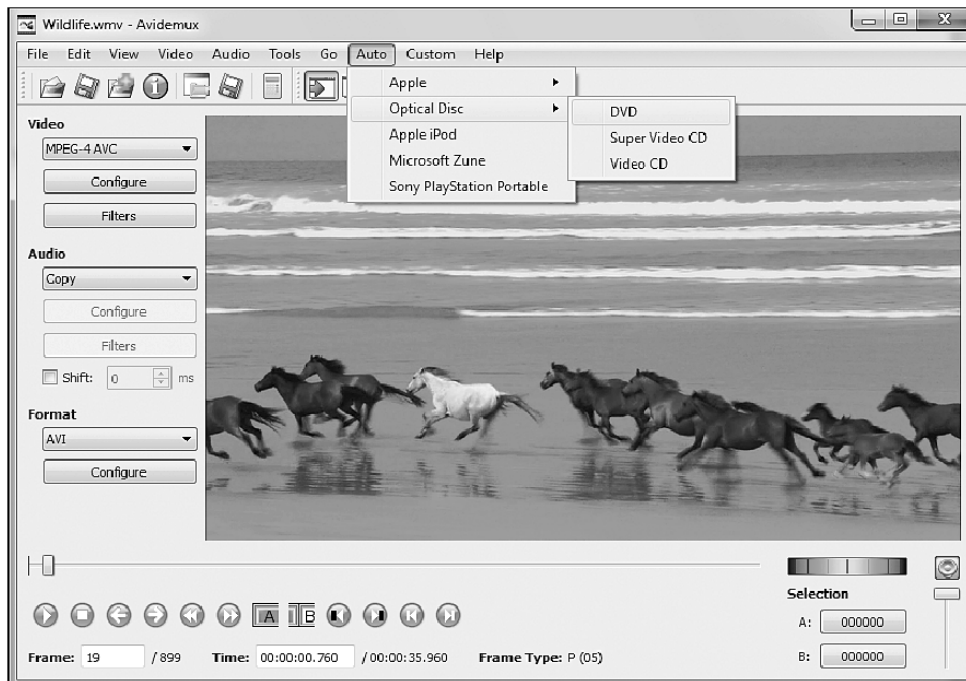 Wildlife.wmv - Avidemux
File Edit View Video Audio Tools Go Auto Custom Help
Apple
Optical Disc
Apple iPod
Microsoft Zune
Sony PlayStation Portable
DVD
Super Video CD
Video CD
Video
MPEG-4 AVC
Configure
Filters
Audio
Copy
Configure
Filters
Shift: 0 ms
Format
AVI
Configure
A B
Selection
A: 000000
B: 000000
Frame: 19 / 899 Time: 00:00:00.760 / 00:00:35.960 Frame Type: P (05)